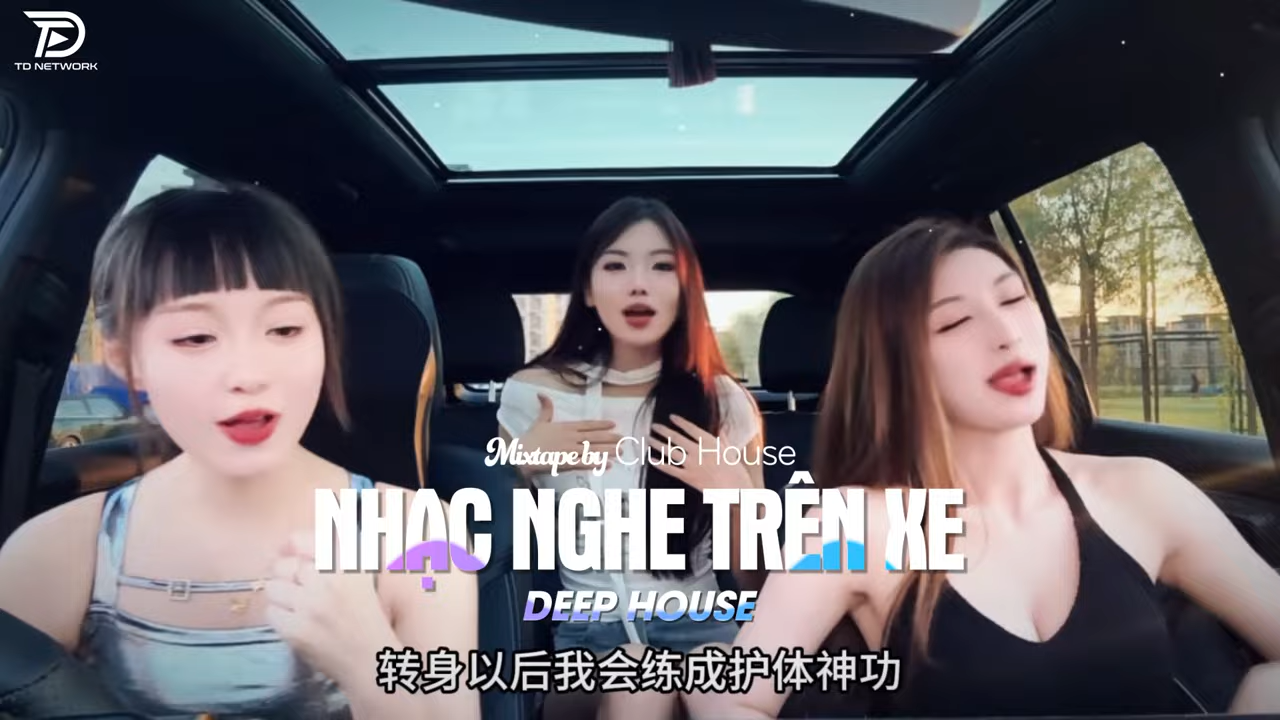 TD NETWORK
Mixtape by Club House
NHẠC NGHE TRÊN XE
DEEP HOUSE
转身以后我会练成护体神功